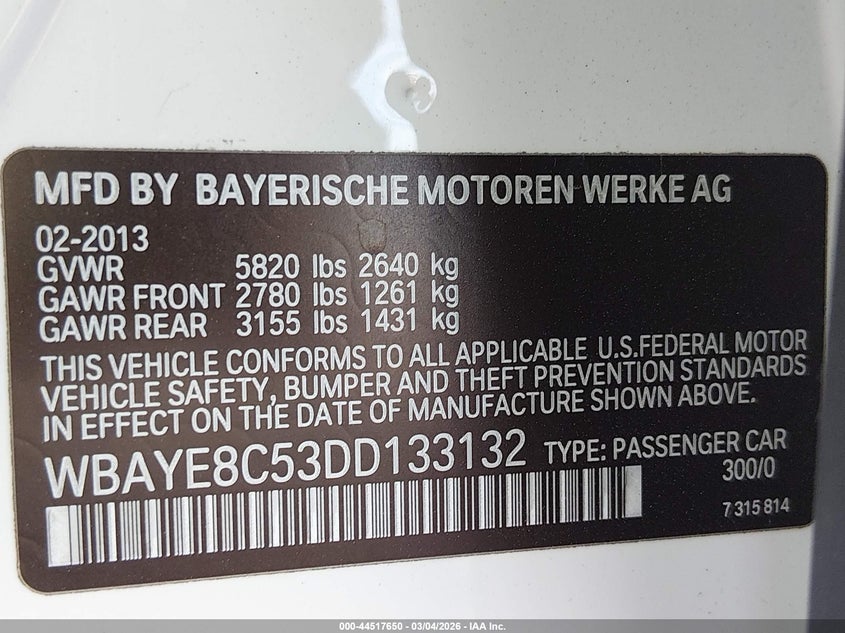 MFD BY BAYERISCHE MOTOREN WERKE AG
02-2013
GVWR 5820 lbs 2640 kg
GAWR FRONT 2780 lbs 1261 kg
GAWR REAR 3155 lbs 1431 kg
THIS VEHICLE CONFORMS TO ALL APPLICABLE U.S.FEDERAL MOTOR
VEHICLE SAFETY, BUMPER AND THEFT PREVENTION STANDARDS
IN EFFECT ON THE DATE OF MANUFACTURE SHOWN ABOVE.
WBAYE8C53DD133132 TYPE: PASSENGER CAR
300/0
7 315 814
000-44517650 - 03/04/2026 - IAA Inc.